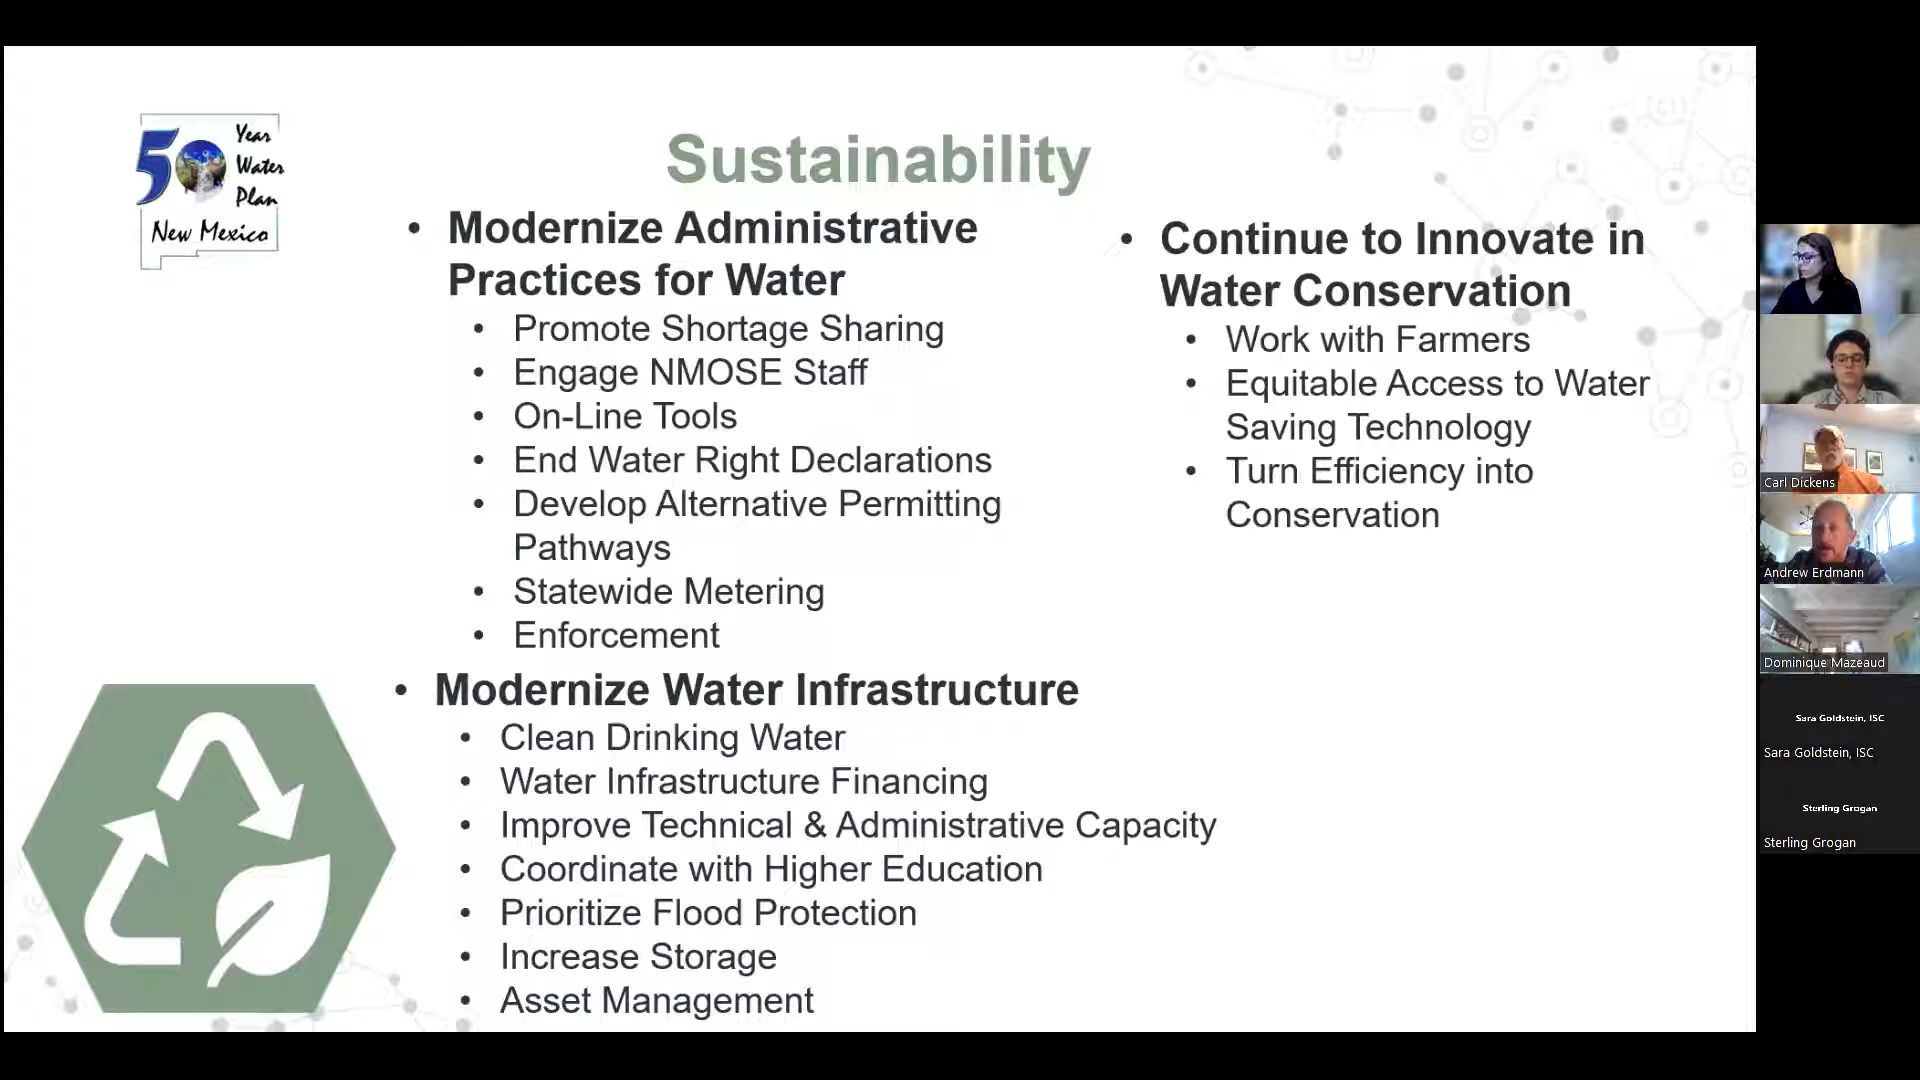 50 Year
Water
Plan
New Mexico
Sustainability
• Modernize Administrative
Practices for Water
• Promote Shortage Sharing
• Engage NMOSE Staff
• On-Line Tools
• End Water Right Declarations
• Develop Alternative Permitting
Pathways
• Statewide Metering
• Enforcement
• Modernize Water Infrastructure
• Clean Drinking Water
• Water Infrastructure Financing
• Improve Technical & Administrative Capacity
• Coordinate with Higher Education
• Prioritize Flood Protection
• Increase Storage
• Asset Management
• Continue to Innovate in
Water Conservation
• Work with Farmers
• Equitable Access to Water
Saving Technology
• Turn Efficiency into
Conservation
Carl Dickens
Andrew Erdmann
Dominique Mazeaud
Sara Goldstein, ISC
Sara Goldstein, ISC
Sterling Grogan
Sterling Grogan